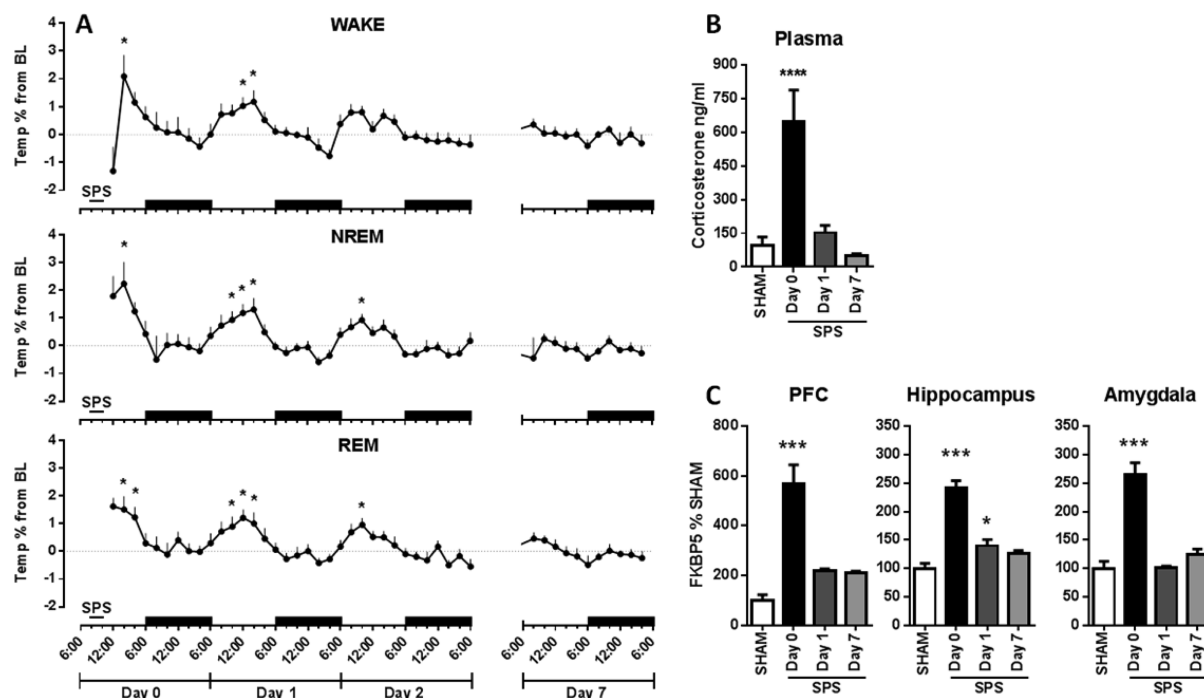 A
WAKE
Temp % from BL
4
3
2
1
0
-1
-2
*
* *
SPS
NREM
Temp % from BL
4
3
2
1
0
-1
-2
*
* * *
*
SPS
REM
Temp % from BL
4
3
2
1
0
-1
-2
* *
* * *
*
SPS
6:00 12:00 6:00 12:00 6:00 12:00 6:00 12:00 6:00 12:00 6:00 12:00 6:00 6:00 12:00 6:00 12:00 6:00
Day 0 Day 1 Day 2 Day 7
B
Plasma
Corticosterone ng/ml
900
750
600
450
300
150
0
****
SHAM Day 0 Day 1 Day 7
SPS
C
PFC
FKBP5 % SHAM
800
600
400
200
0
***
SHAM Day 0 Day 1 Day 7
SPS
Hippocampus
350
300
250
200
150
100
50
0
***
*
SHAM Day 0 Day 1 Day 7
SPS
Amygdala
350
300
250
200
150
100
50
0
***
SHAM Day 0 Day 1 Day 7
SPS